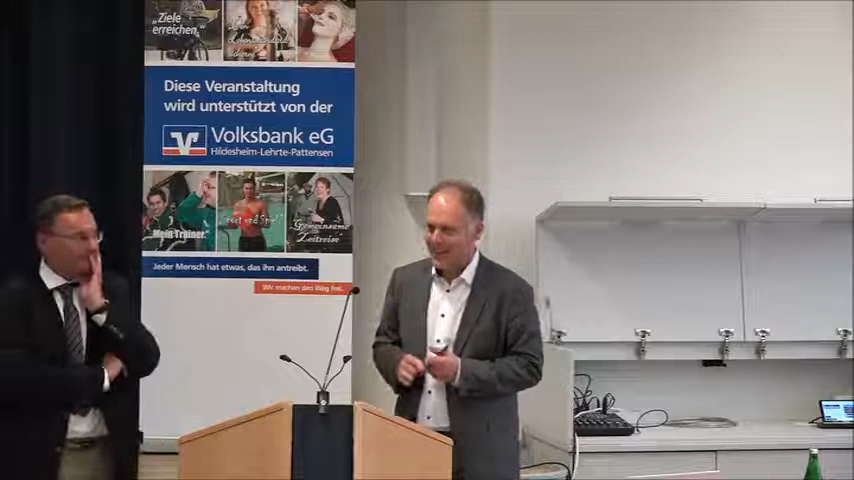 „Ziele
erreichen."
Diese Veranstaltung
wird unterstützt von der
Volksbank eG
Hildesheim-Lehrte-Pattensen
Mein Trainer."
"Gemeinsame
Zeitreise"
Jeder Mensch hat etwas, das ihn antreibt.
Wir machen den Weg frei.